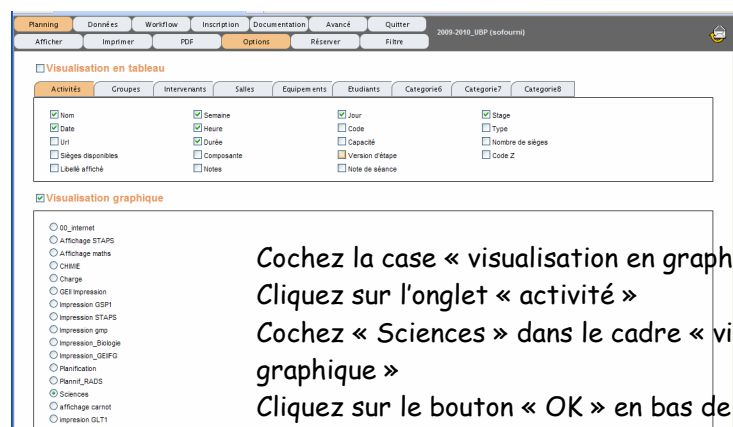 Planning Données Workflow Inscription Documentation Avancé Quitter
2009-2010_UBP (sofourni)
Afficher Imprimer PDF Options Réserver Filtre
Visualisation en tableau
Activités Groupes Intervenants Salles Equipements Etudiants Categorie6 Categorie7 Categorie8
Nom Semaine Jour Stage
Date Heure Code Type
Url Durée Capacité Nombre de sièges
Sièges disponibles Composante Version d'étape Code Z
Libellé affiché Notes Note de séance
Visualisation graphique
00_internet
Affichage STAPS
Affichage maths
CHIMIE
Charge
GEII Impression
Impression GSP1
Impression STAPS
Impression gmp
Impression_Biologie
Impression_GEIIFG
Planification
Plannif_RADS
Sciences
affichage carnot
impresion GLT1
Cochez la case « visualisation en graph
Cliquez sur l'onglet « activité »
Cochez « Sciences » dans le cadre « vi
graphique »
Cliquez sur le bouton « OK » en bas de